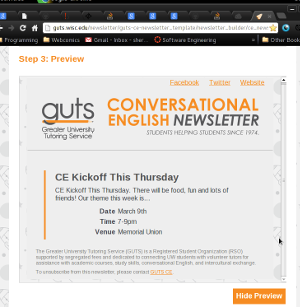 guts.wisc.edu/newsletter/guts-ce-newsletter_template/newsletter_builder/ce_newsl
Programming Webcomics Gmail - Inbox - sher... Software Engineering Other Book
Step 3: Preview
Facebook Twitter Website
guts
Greater University
Tutoring Service
CONVERSATIONAL
ENGLISH NEWSLETTER
STUDENTS HELPING STUDENTS SINCE 1974.
CE Kickoff This Thursday
CE Kickoff This Thursday. There will be food, fun and lots of
friends! Our theme this week is...
Date March 9th
Time 7-9pm
Venue Memorial Union
The Greater University Tutoring Service (GUTS) is a Registered Student Organization (RSO)
supported by segregated fees and dedicated to connecting UW students with volunteer tutors for
assistance with academic courses, study skills, conversational English, and intercultural exchange.
To unsubscribe from this newsletter, please contact GUTS CE.
Hide Preview